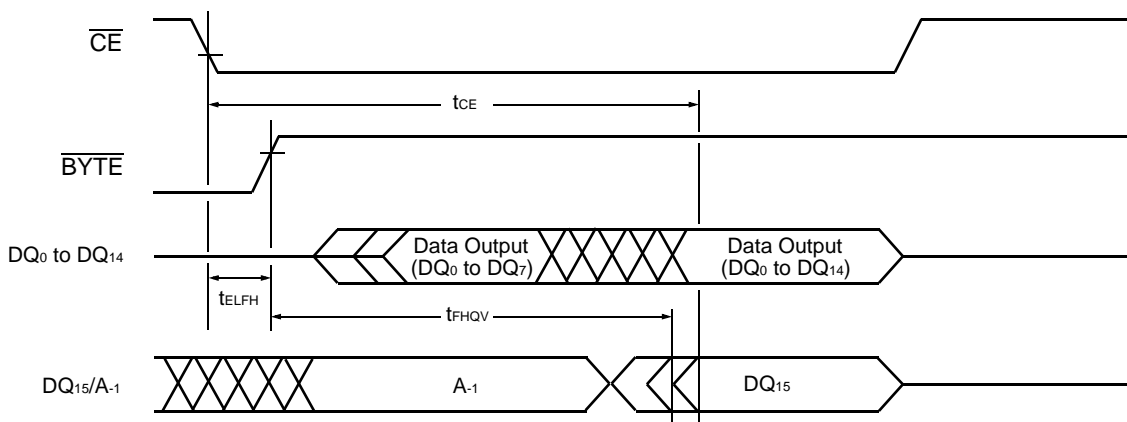 CE
tCE
BYTE
DQ0 to DQ14
Data Output
(DQ0 to DQ7)
Data Output
(DQ0 to DQ14)
tELFH
tFHQV
DQ15/A-1
A-1
DQ15